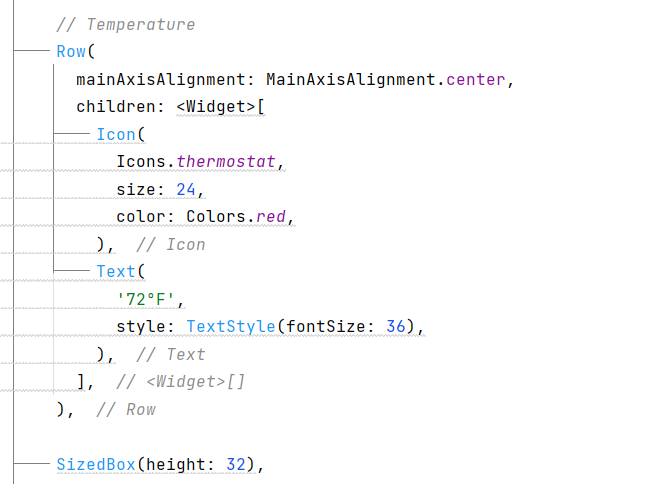 // Temperature
Row(
mainAxisAlignment: MainAxisAlignment.center,
children: <Widget>[
Icon(
Icons.thermostat,
size: 24,
color: Colors.red,
), // Icon
Text(
'72°F',
style: TextStyle(fontSize: 36),
), // Text
], // <Widget>[]
), // Row
SizedBox(height: 32),